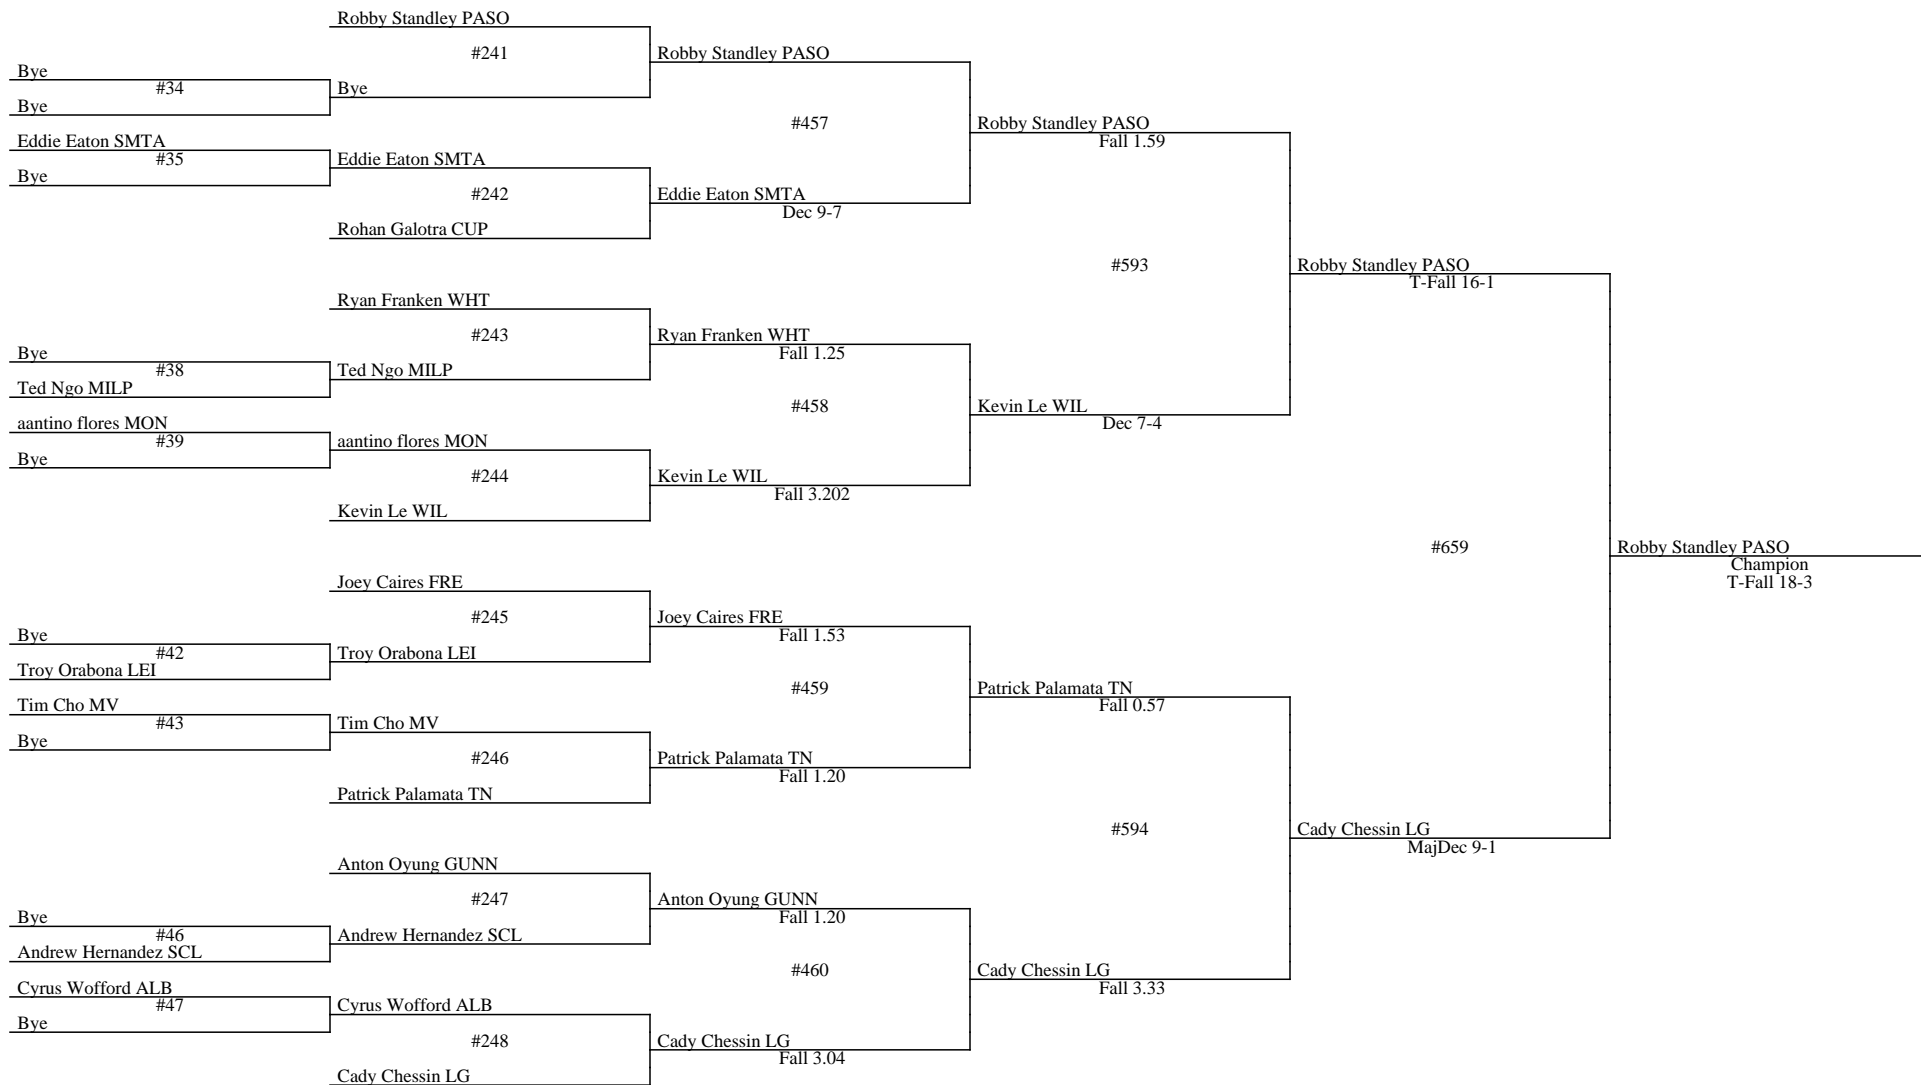 Robby Standley PASO
#241
Robby Standley PASO
Bye
#34
Bye
Bye
#457
Robby Standley PASO
Fall 1.59
Eddie Eaton SMTA
#35
Eddie Eaton SMTA
Bye
#242
Eddie Eaton SMTA
Dec 9-7
Rohan Galotra CUP
#593
Robby Standley PASO
T-Fall 16-1
Ryan Franken WHT
#243
Ryan Franken WHT
Fall 1.25
Bye
#38
Ted Ngo MILP
Ted Ngo MILP
#458
Kevin Le WIL
Dec 7-4
aantino flores MON
#39
aantino flores MON
Bye
#244
Kevin Le WIL
Fall 3.202
Kevin Le WIL
#659
Robby Standley PASO
Champion
T-Fall 18-3
Joey Caires FRE
#245
Joey Caires FRE
Fall 1.53
Bye
#42
Troy Orabona LEI
Troy Orabona LEI
#459
Patrick Palamata TN
Fall 0.57
Tim Cho MV
#43
Tim Cho MV
Bye
#246
Patrick Palamata TN
Fall 1.20
Patrick Palamata TN
#594
Cady Chessin LG
MajDec 9-1
Anton Oyung GUNN
#247
Anton Oyung GUNN
Fall 1.20
Bye
#46
Andrew Hernandez SCL
Andrew Hernandez SCL
#460
Cady Chessin LG
Fall 3.33
Cyrus Wofford ALB
#47
Cyrus Wofford ALB
Bye
#248
Cady Chessin LG
Fall 3.04
Cady Chessin LG